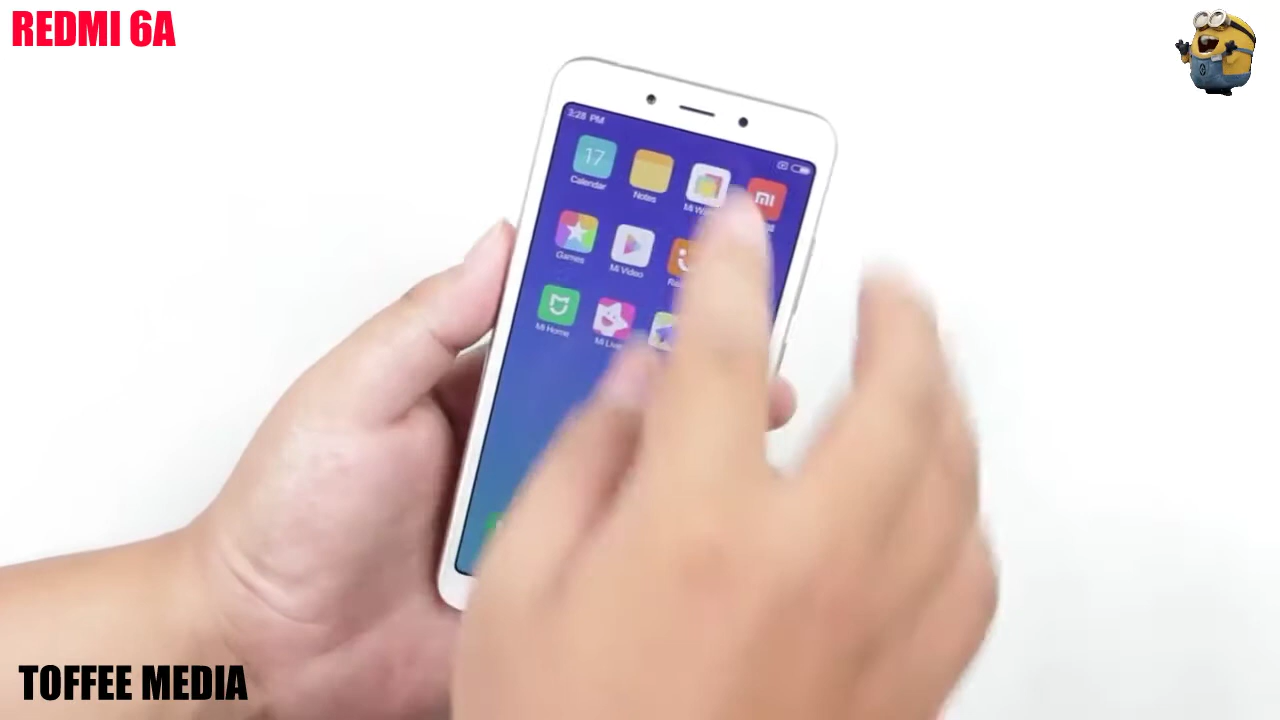 REDMI 6A
3:28 PM
17
Calendar
Notes
Games
Mi Video
Mi Home
TOFFEE MEDIA